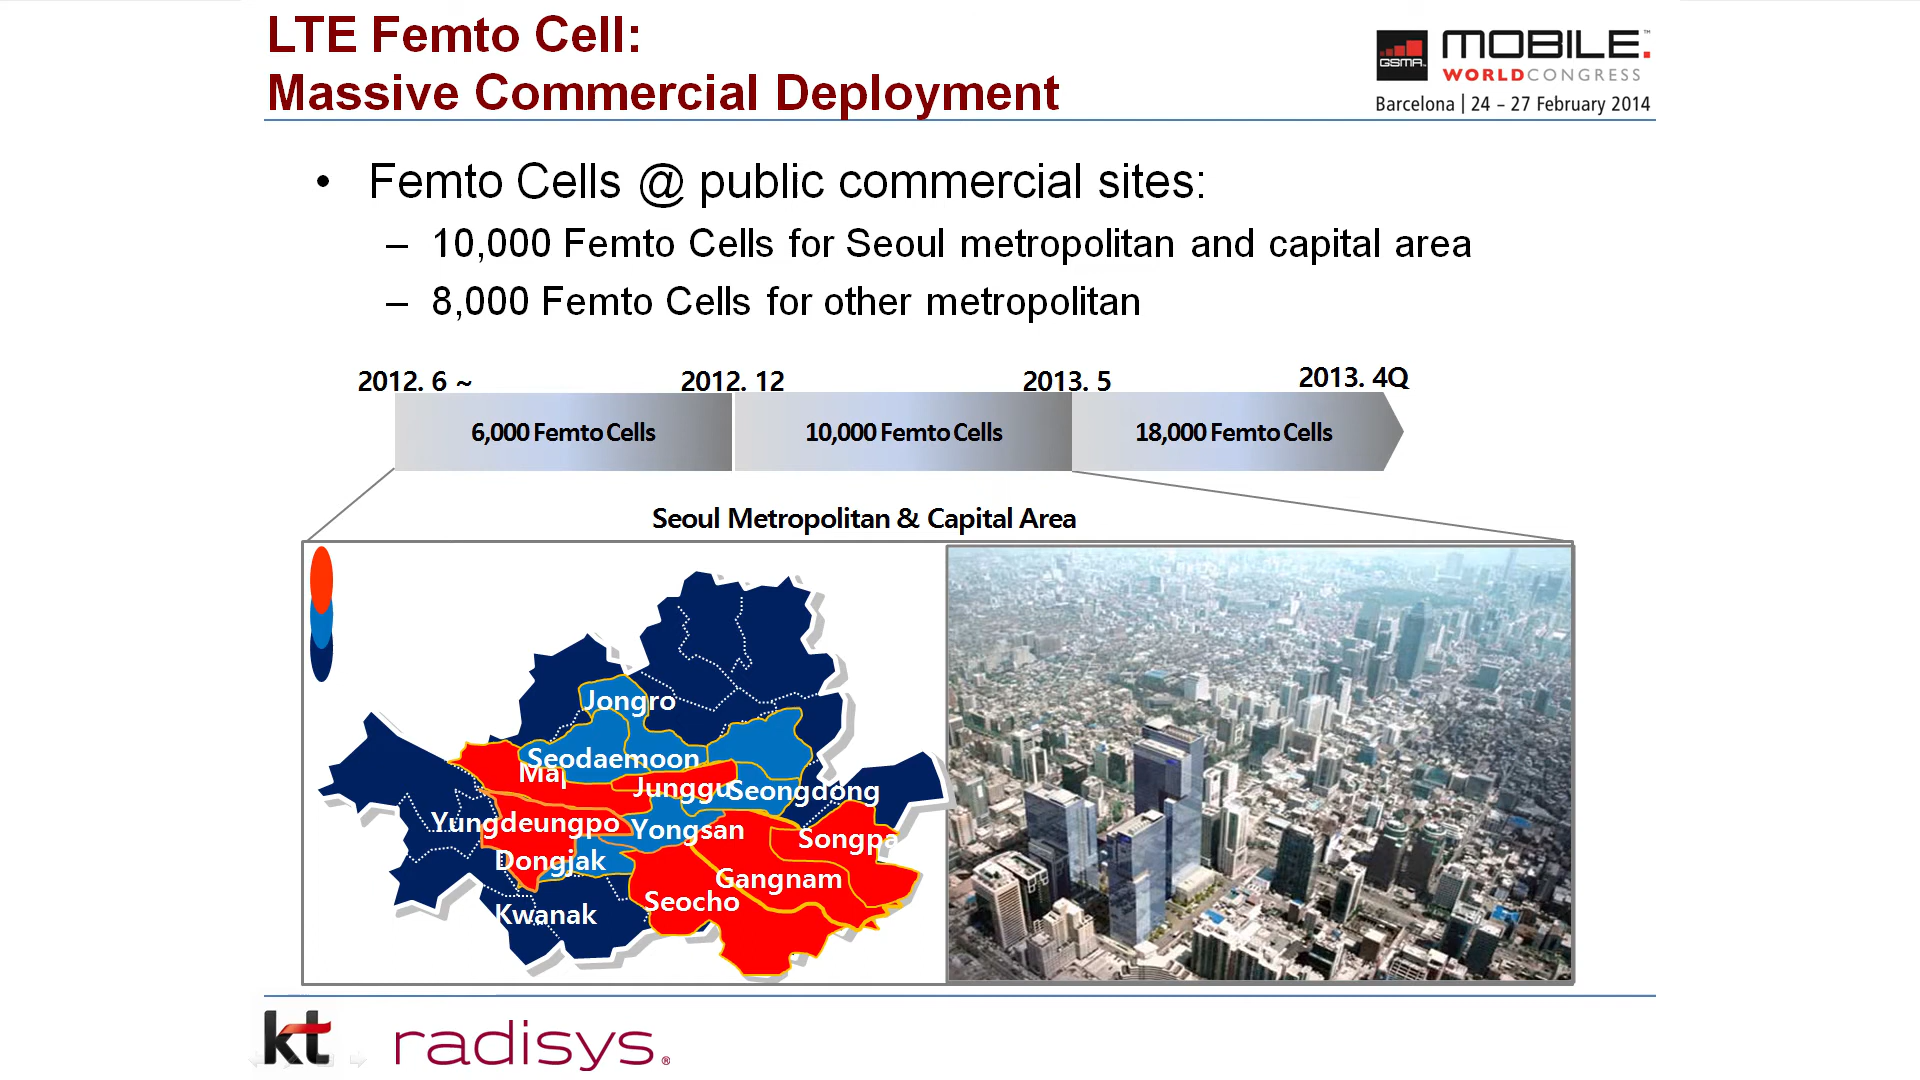 LTE Femto Cell:
Massive Commercial Deployment
GSMA™
MOBILE™
WORLDCONGRESS
Barcelona | 24 – 27 February 2014
• Femto Cells @ public commercial sites:
– 10,000 Femto Cells for Seoul metropolitan and capital area
– 8,000 Femto Cells for other metropolitan
2012. 6 ~
2012. 12
2013. 5
2013. 4Q
6,000 Femto Cells
10,000 Femto Cells
18,000 Femto Cells
Seoul Metropolitan & Capital Area
Jongro
Seodaemoon
Junggu
Seongdong
Yungdeungpo
Yongsan
Songpa
Dongjak
Gangnam
Seocho
Kwanak
kt
radisys®